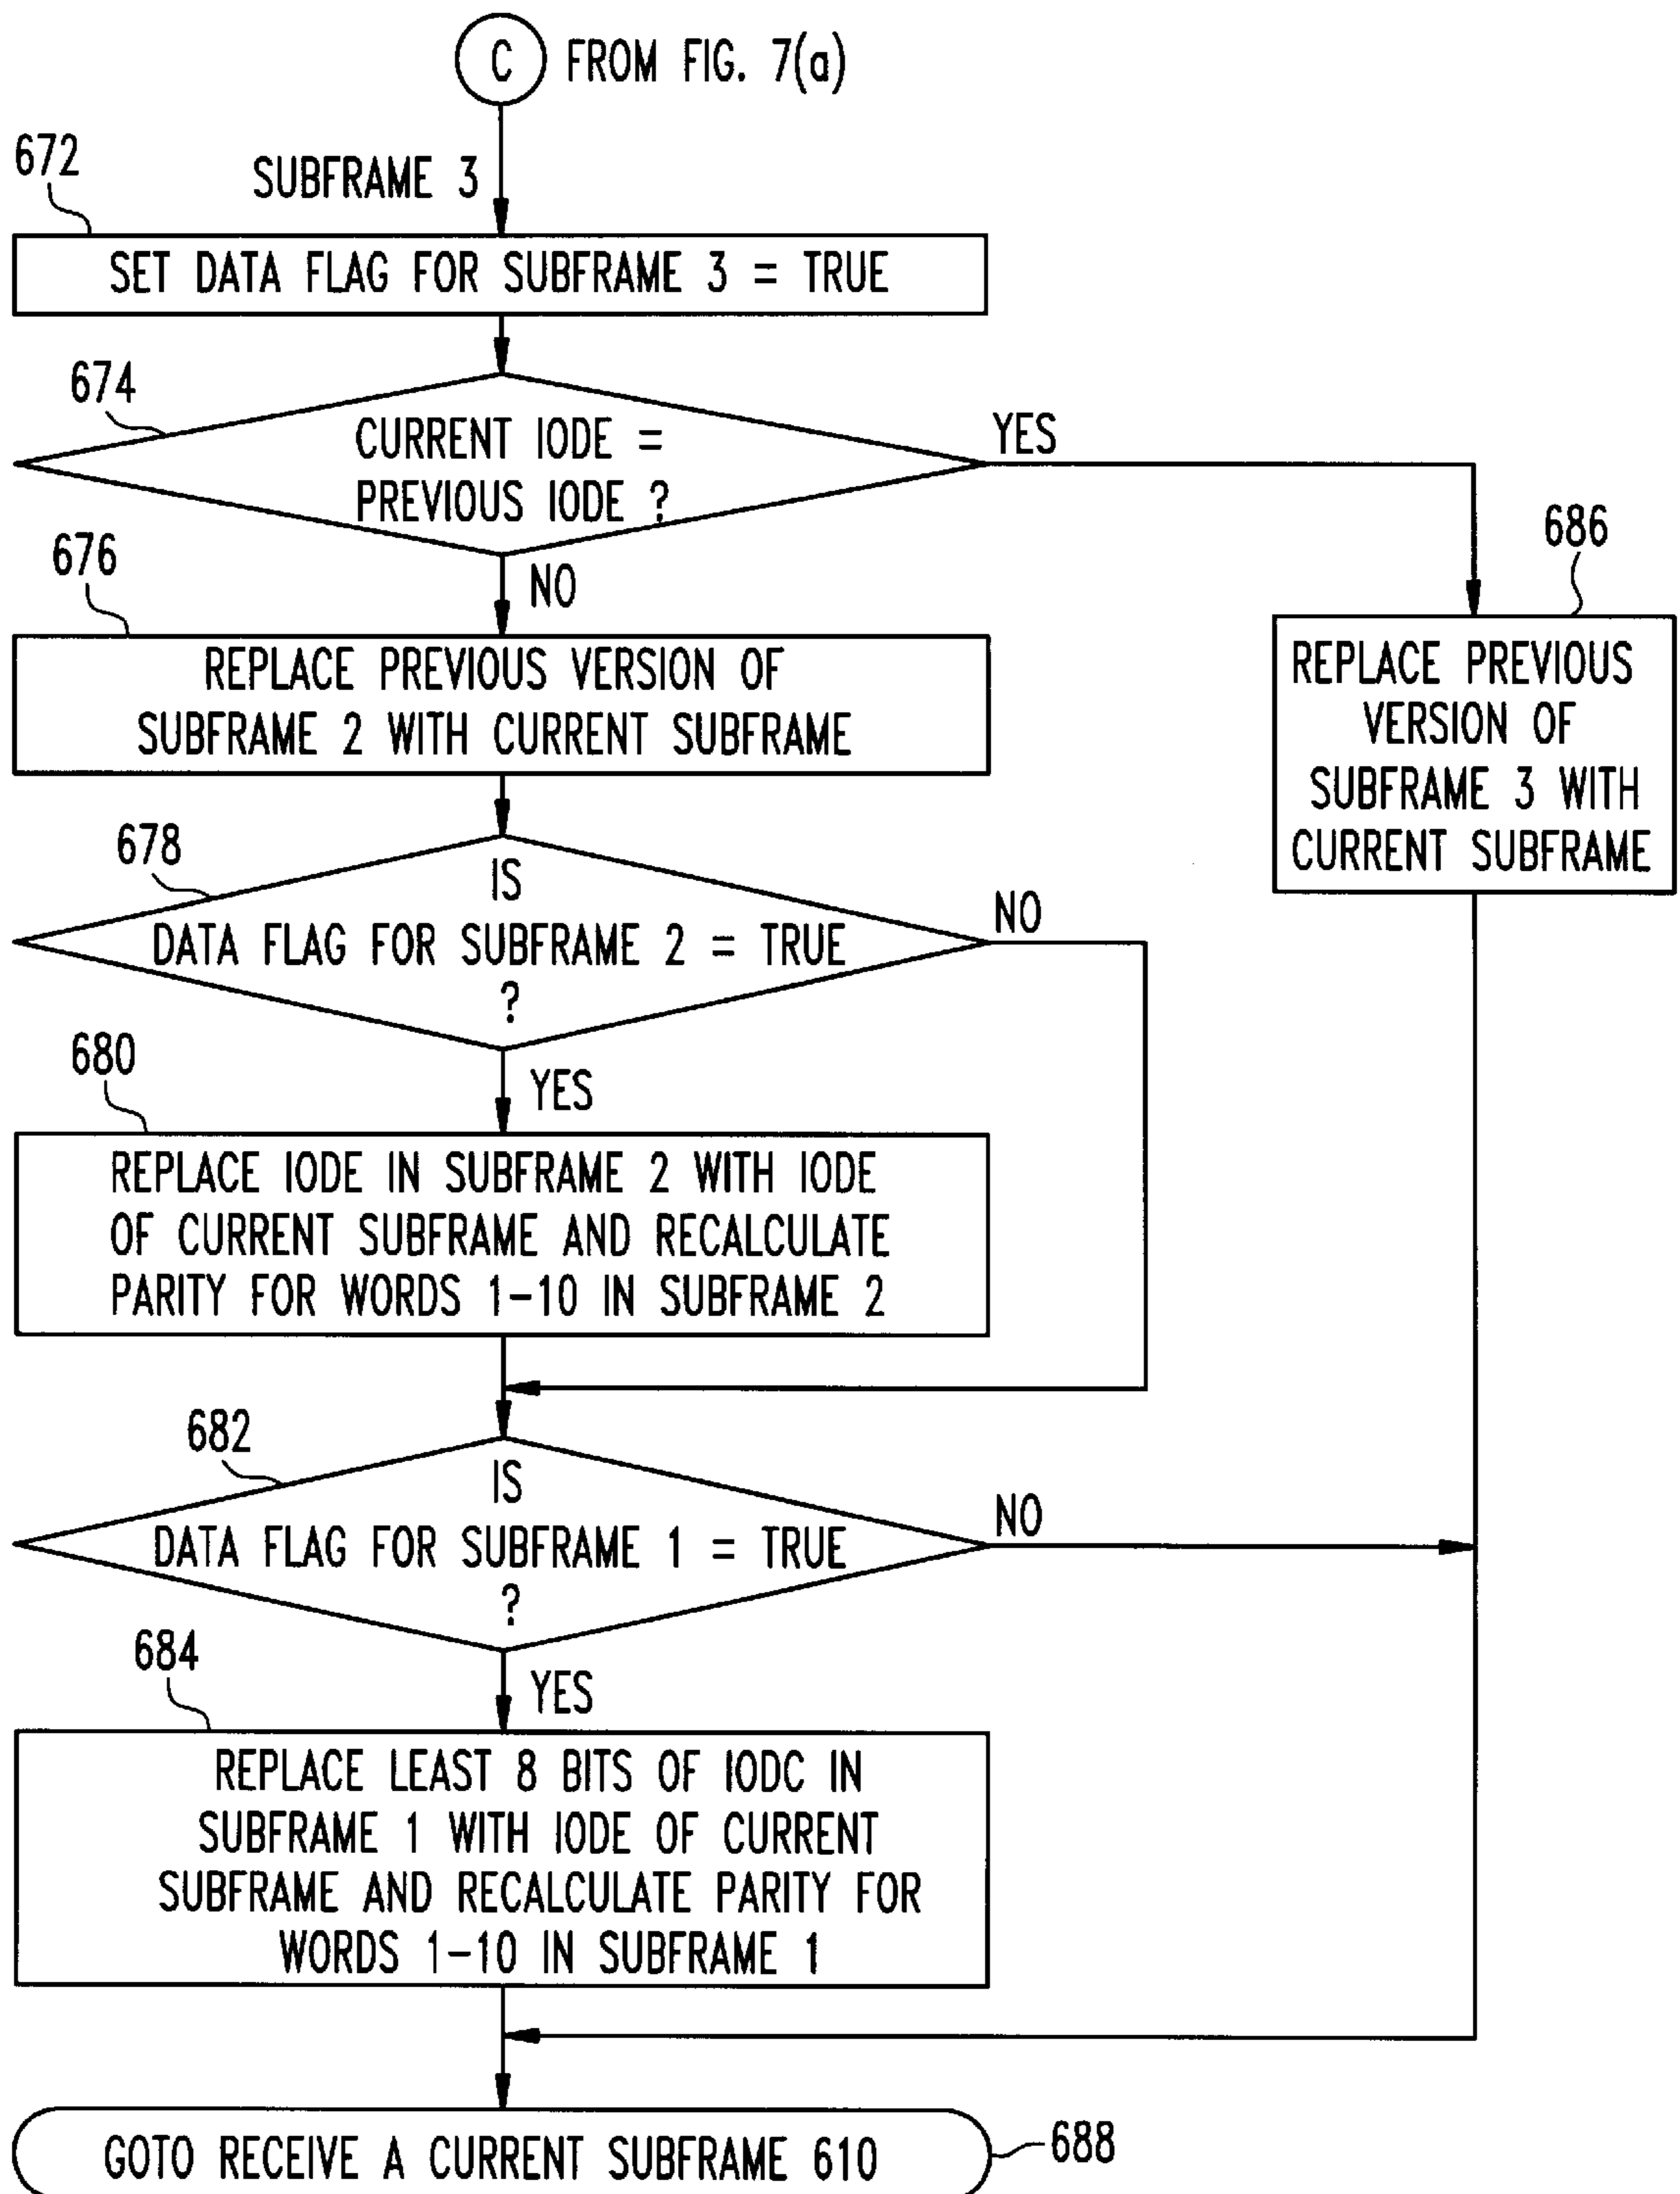 C FROM FIG. 7(a)
672
SUBFRAME 3
SET DATA FLAG FOR SUBFRAME 3 = TRUE
674
CURRENT IODE =
PREVIOUS IODE ?
YES
NO
676
REPLACE PREVIOUS VERSION OF
SUBFRAME 2 WITH CURRENT SUBFRAME
686
REPLACE PREVIOUS
VERSION OF
SUBFRAME 3 WITH
CURRENT SUBFRAME
678
IS
DATA FLAG FOR SUBFRAME 2 = TRUE
?
NO
YES
680
REPLACE IODE IN SUBFRAME 2 WITH IODE
OF CURRENT SUBFRAME AND RECALCULATE
PARITY FOR WORDS 1-10 IN SUBFRAME 2
682
IS
DATA FLAG FOR SUBFRAME 1 = TRUE
?
NO
YES
684
REPLACE LEAST 8 BITS OF IODC IN
SUBFRAME 1 WITH IODE OF CURRENT
SUBFRAME AND RECALCULATE PARITY FOR
WORDS 1-10 IN SUBFRAME 1
GOTO RECEIVE A CURRENT SUBFRAME 610
688